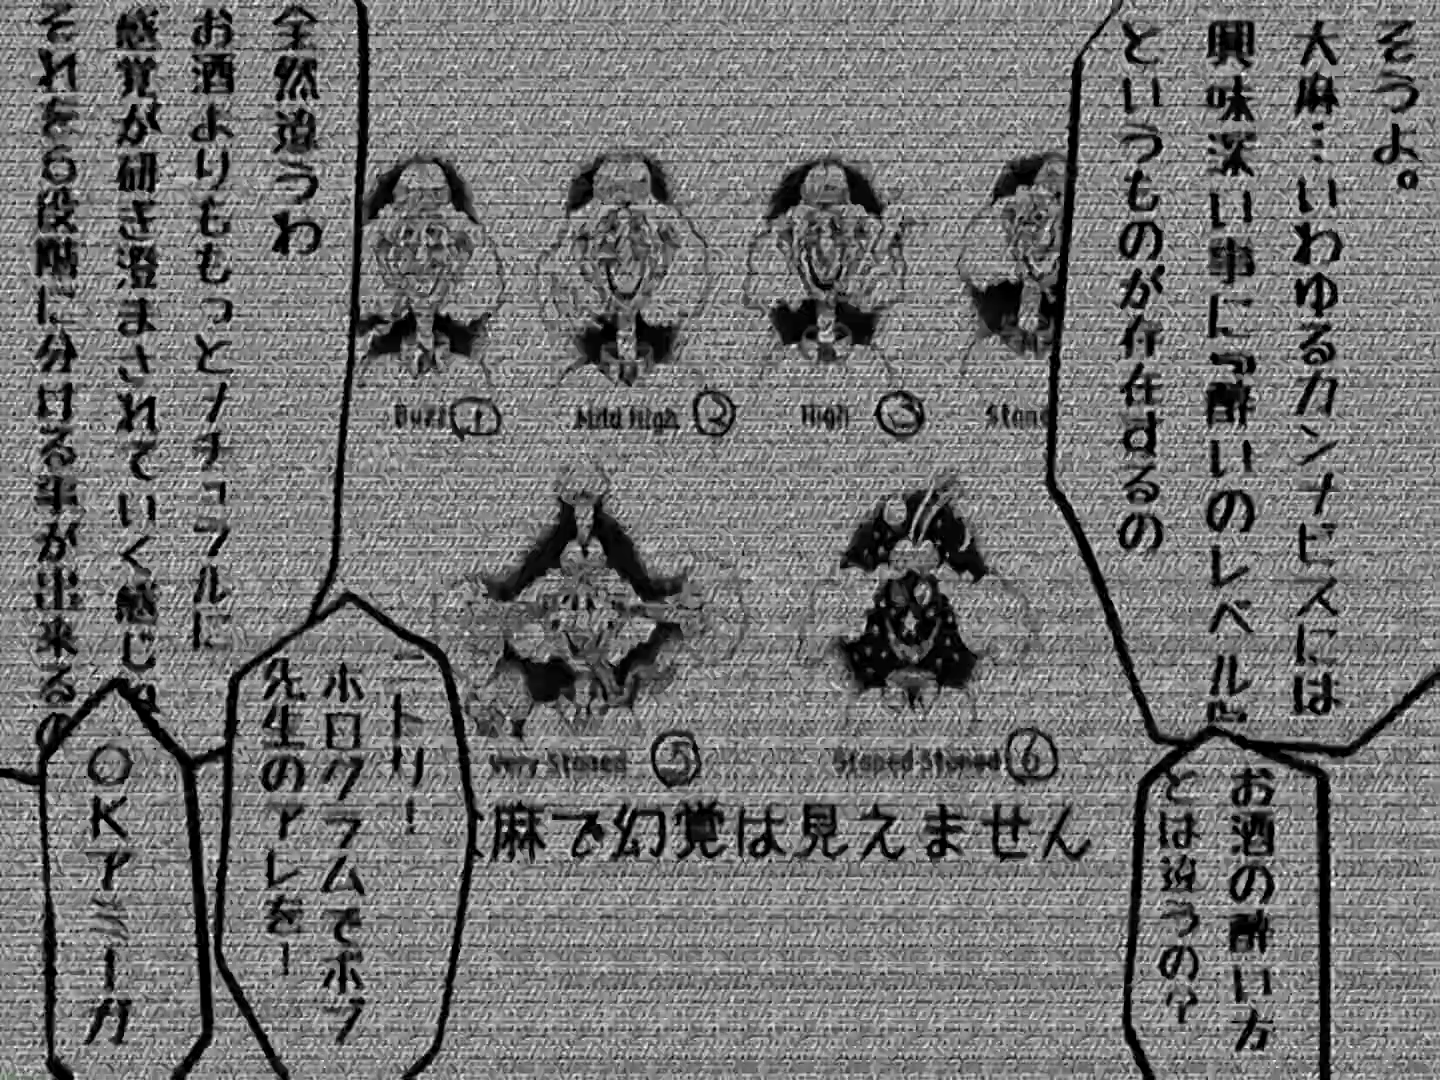 そうよ。
大麻…いわゆるカンナビスには
興味深い事に『酔いのレベル』
というものが存在するの
お酒の酔い方
とは違うの?
全然違うわ
お酒よりももっとナチュラルに
感覚が研ぎ澄まされていく感じね
それを6段階に分ける事が出来るの
ニトリ!
ホログラムでボブ
先生のアレを!
OKアミーガ
Buzz ①
Mild High ②
High ③
Stone
Very Stoned ⑤
Stoned Stoned ⑥
麻で幻覚は見えません